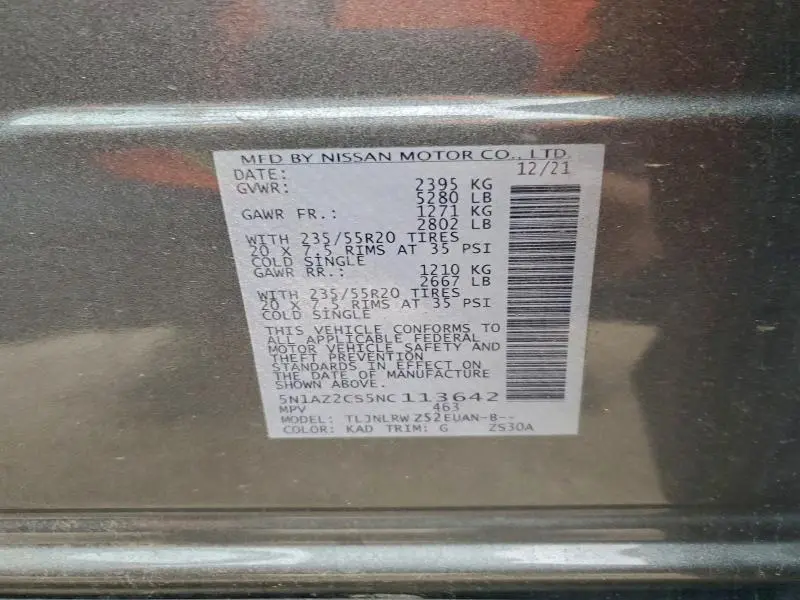 MFD BY NISSAN MOTOR CO., LTD.
DATE: 12/21
GVWR: 2395 KG
5280 LB
GAWR FR.: 1271 KG
2802 LB
WITH 235/55R20 TIRES
20 X 7.5 RIMS AT 35 PSI
COLD SINGLE
GAWR RR.: 1210 KG
2667 LB
WITH 235/55R20 TIRES
20 X 7.5 RIMS AT 35 PSI
COLD SINGLE
THIS VEHICLE CONFORMS TO
ALL APPLICABLE FEDERAL
MOTOR VEHICLE SAFETY AND
THEFT PREVENTION
STANDARDS IN EFFECT ON
THE DATE OF MANUFACTURE
SHOWN ABOVE.
5N1AZ2CS5NC113642
MPV 463
MODEL: TLJNLRWZ52EUAN-B--
COLOR: KAD TRIM: G ZS30A